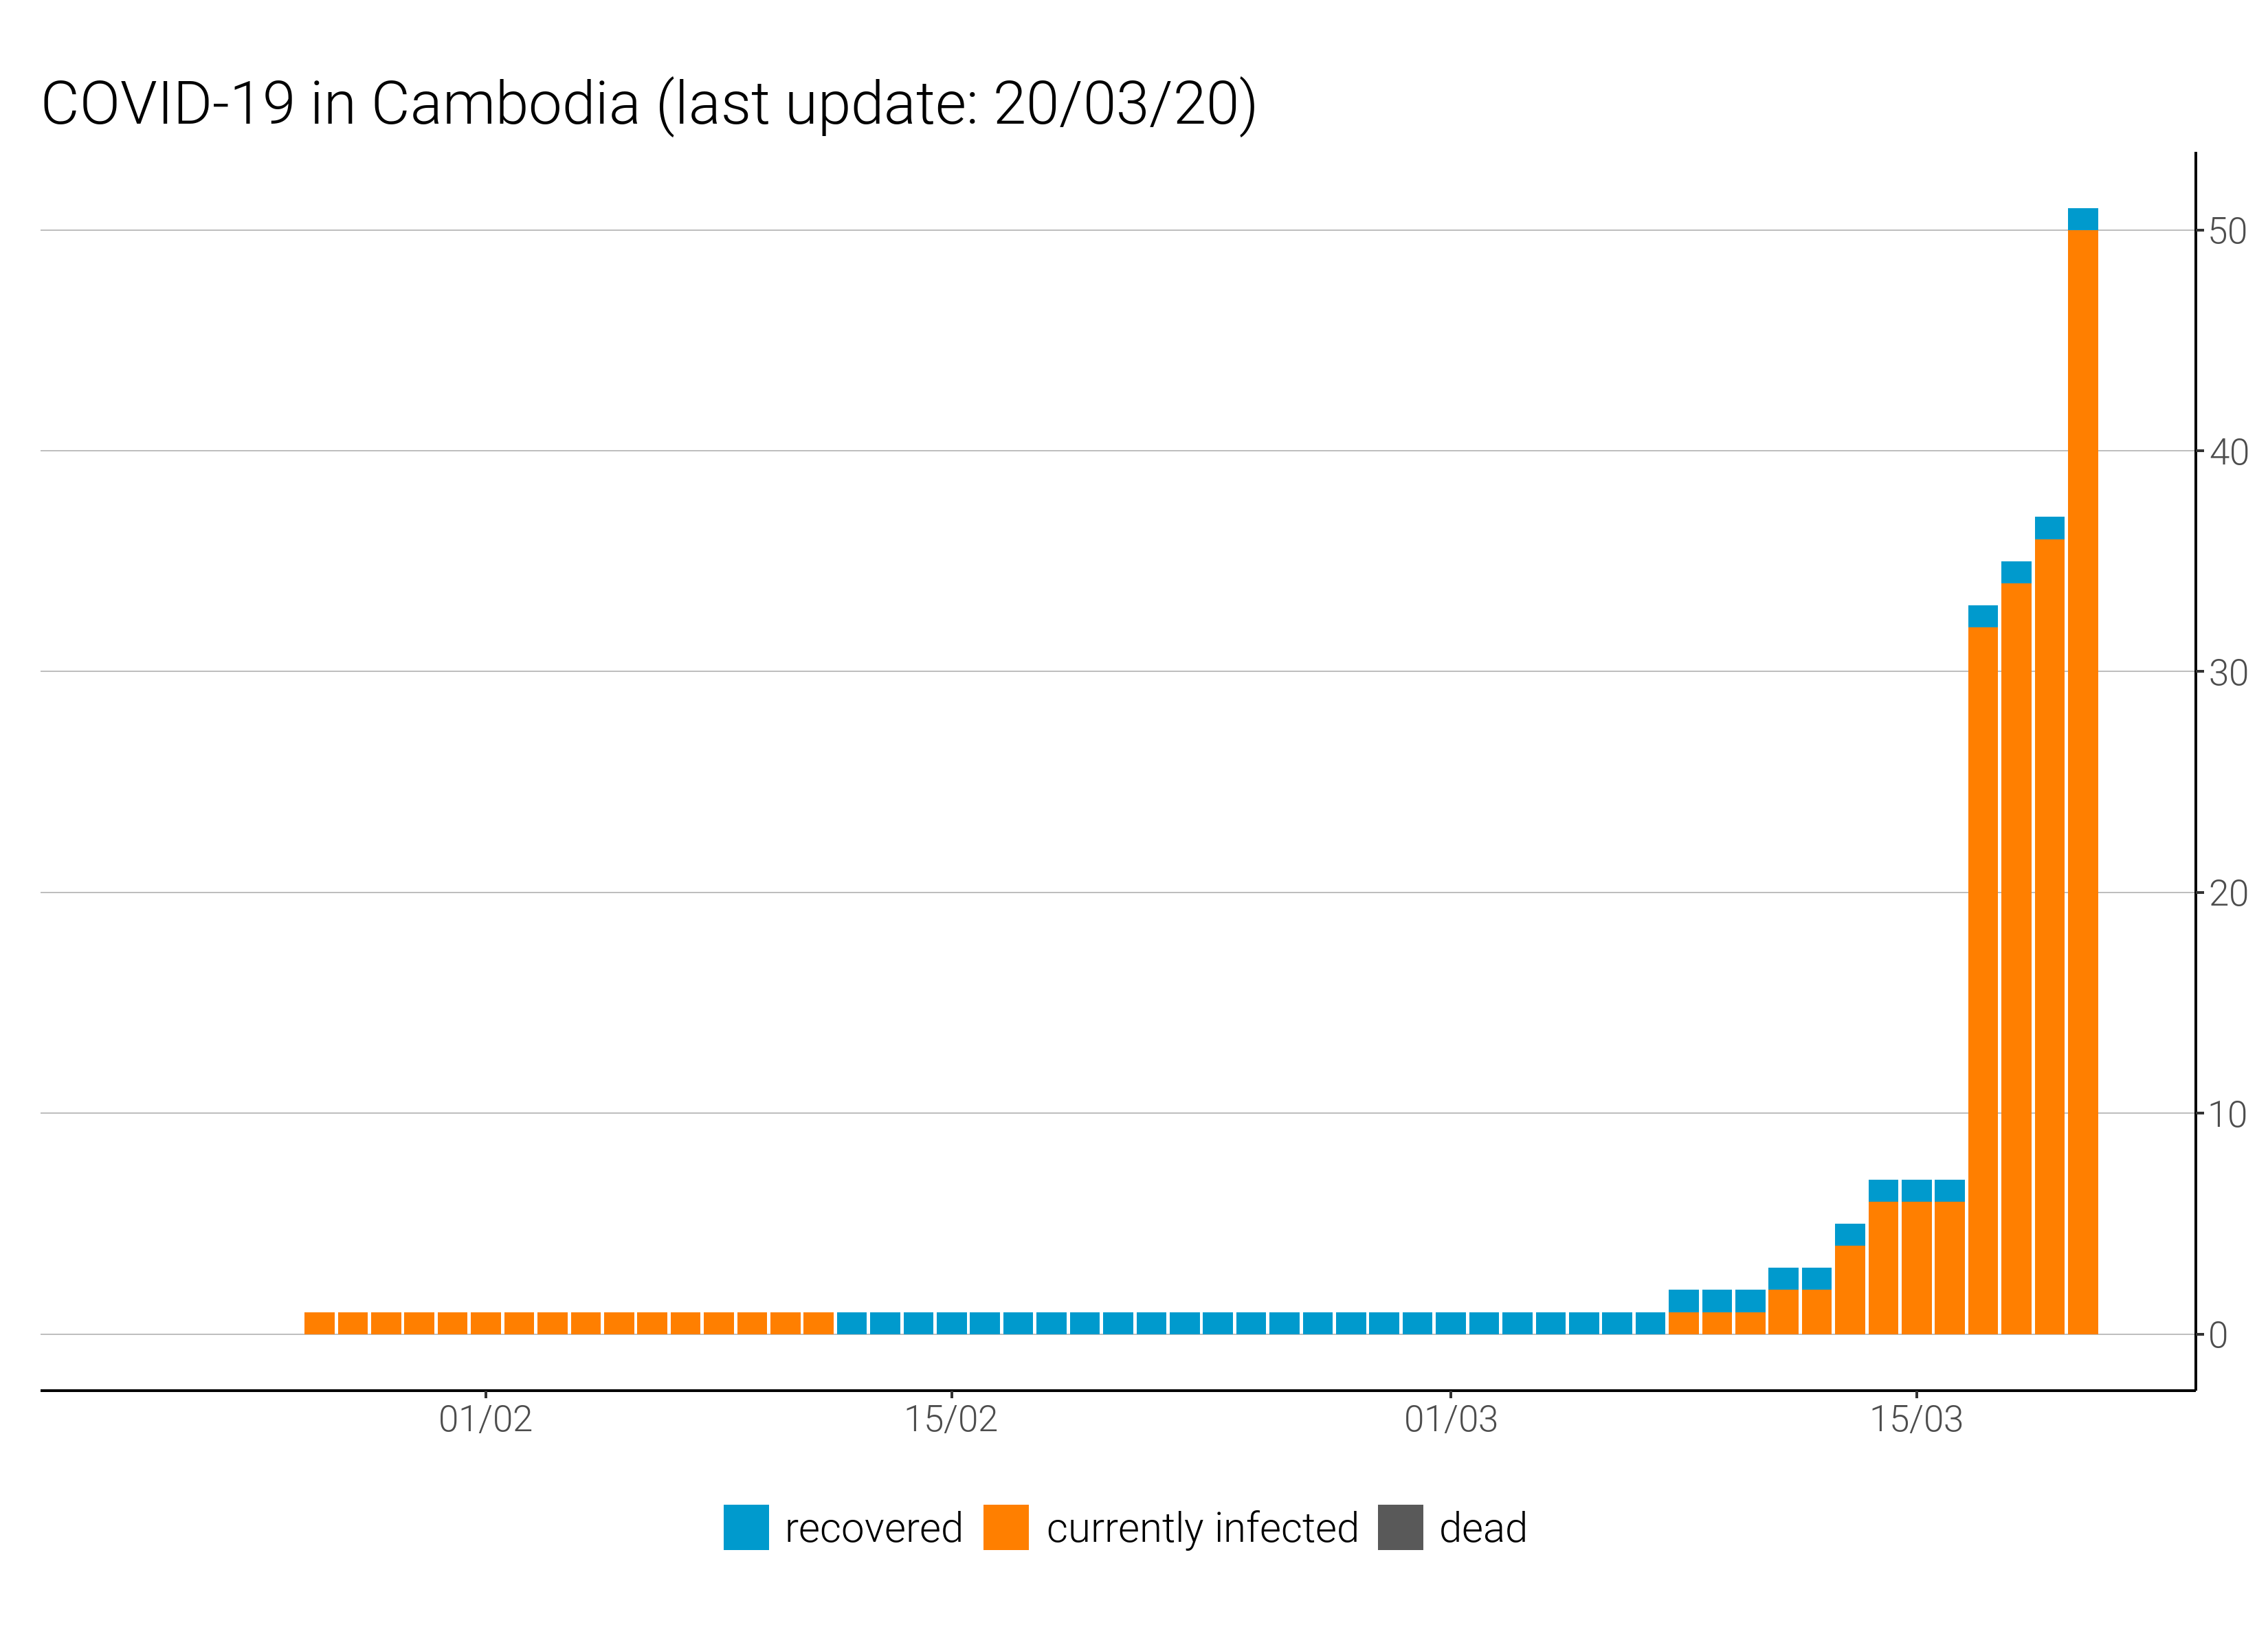 COVID-19 in Cambodia (last update: 20/03/20)
50
40
30
20
10
0
01/02 15/02 01/03 15/03
recovered currently infected dead